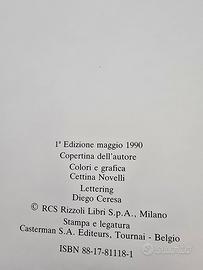 1ª Edizione maggio 1990
Copertina dell'autore
Colori e grafica
Cettina Novelli
Lettering
Diego Ceresa
© RCS Rizzoli Libri S.p.A., Milano
Stampa e legatura
Casterman S.A. Editeurs, Tournai - Belgio
ISBN 88-17-81118-1
subito